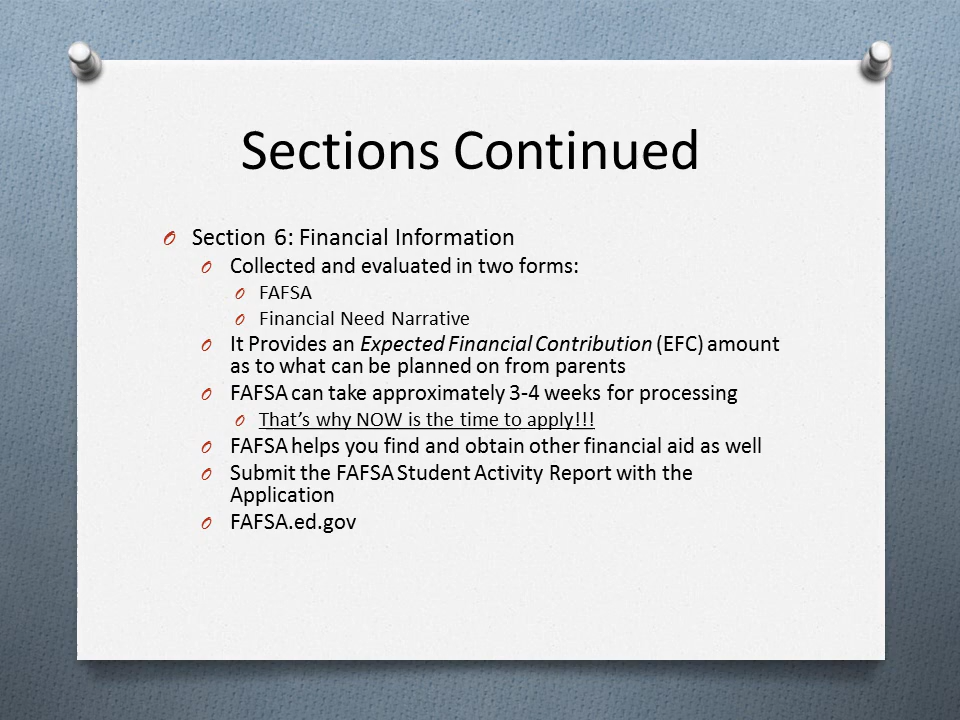 Sections Continued
Section 6: Financial Information
Collected and evaluated in two forms:
FAFSA
Financial Need Narrative
It Provides an Expected Financial Contribution (EFC) amount
as to what can be planned on from parents
FAFSA can take approximately 3-4 weeks for processing
That’s why NOW is the time to apply!!!
FAFSA helps you find and obtain other financial aid as well
Submit the FAFSA Student Activity Report with the
Application
FAFSA.ed.gov